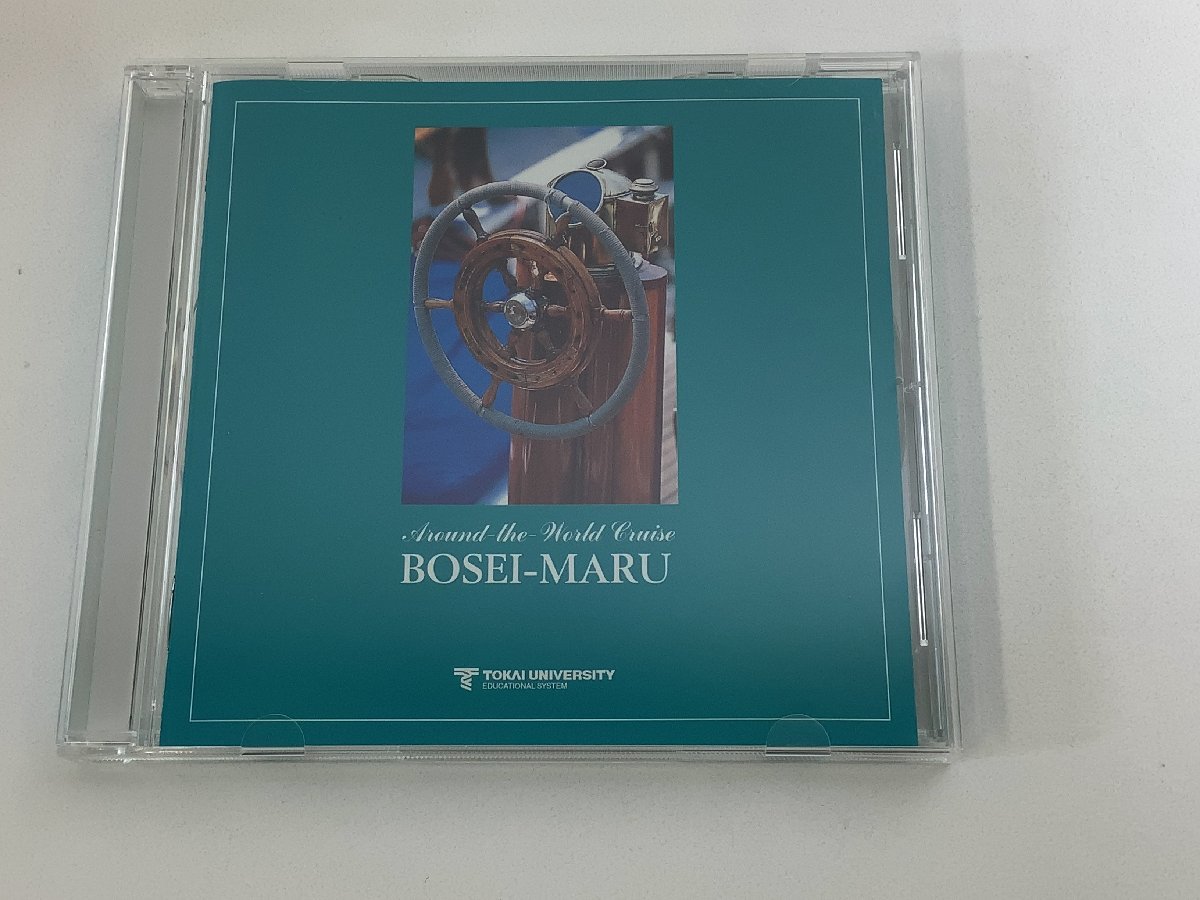 Around-the-World Cruise
BOSEI-MARU
TOKAI UNIVERSITY
EDUCATIONAL SYSTEM